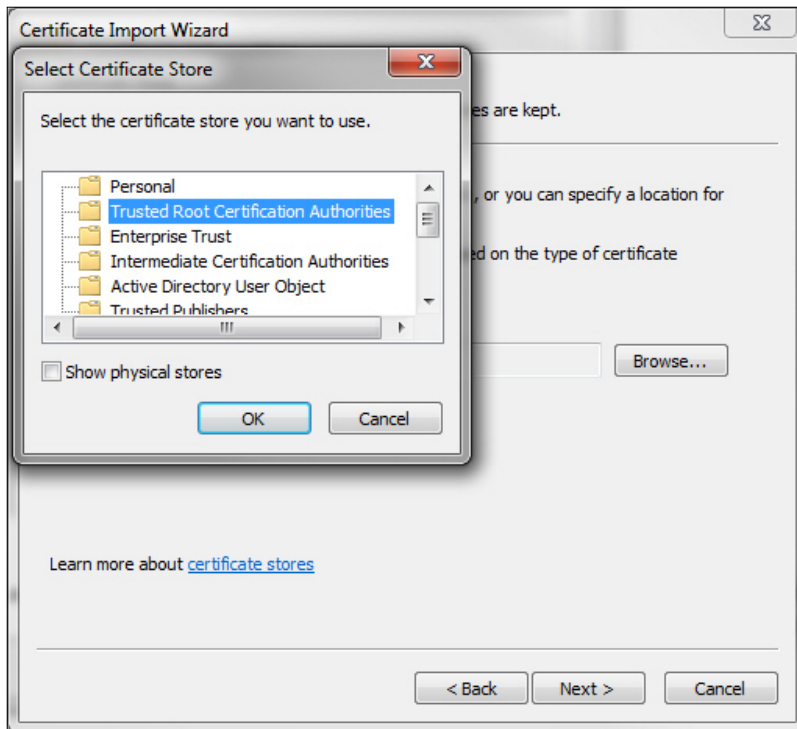 Certificate Import Wizard
Select Certificate Store
Select the certificate store you want to use.
Personal
Trusted Root Certification Authorities
Enterprise Trust
Intermediate Certification Authorities
Active Directory User Object
Trusted Publishers
Show physical stores
OK Cancel
es are kept.
, or you can specify a location for
ed on the type of certificate
Browse...
Learn more about certificate stores
< Back Next > Cancel